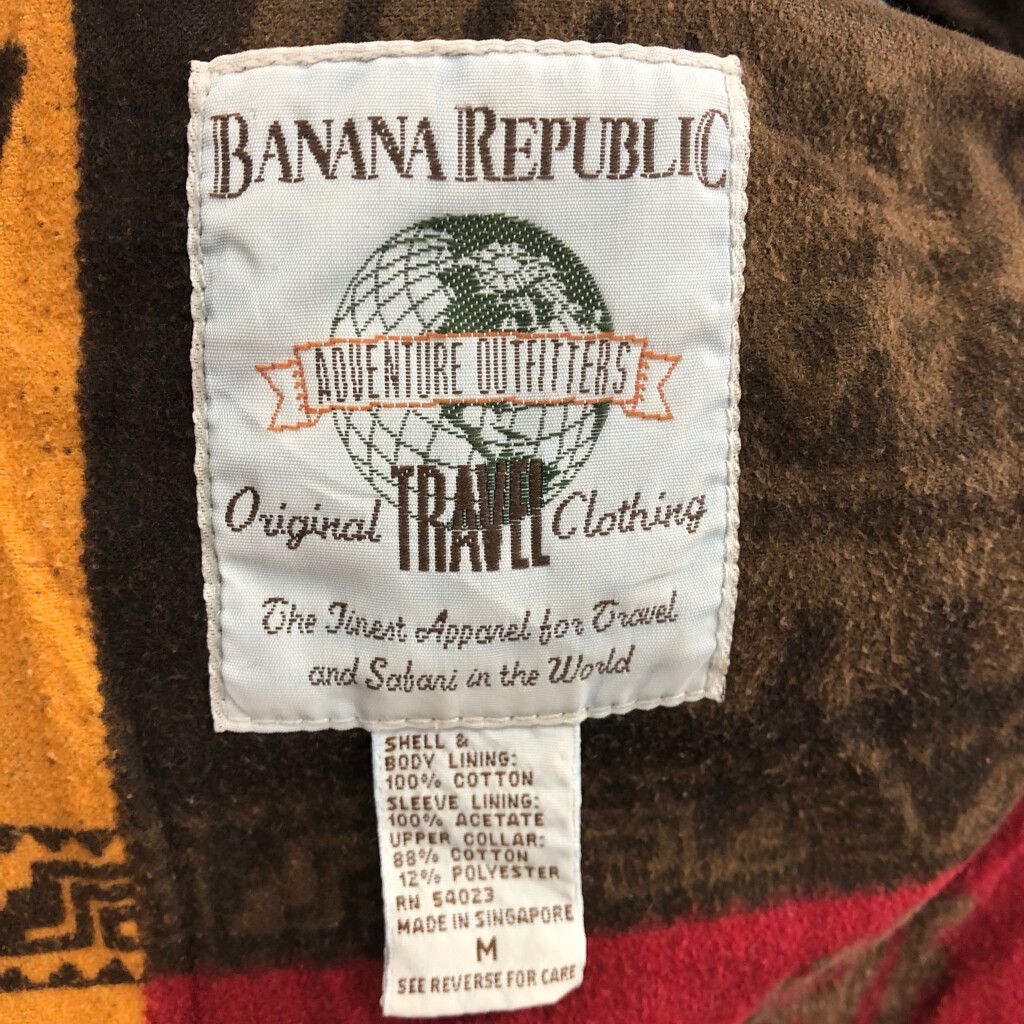 BANANA REPUBLIC
ADVENTURE OUTFITTERS
Original TRAVEL Clothing
The Finest Apparel for Travel
and Safari in the World
SHELL &
BODY LINING:
100% COTTON
SLEEVE LINING:
100% ACETATE
UPPER COLLAR:
88% COTTON
12% POLYESTER
RN 54023
MADE IN SINGAPORE
M
SEE REVERSE FOR CARE